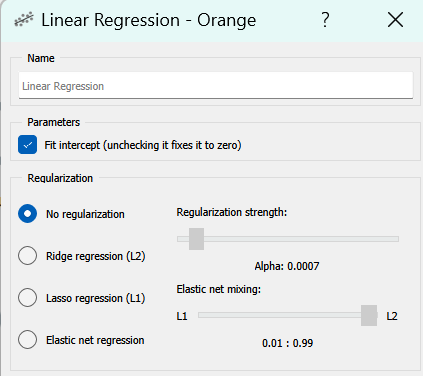 Linear Regression - Orange ?
Name
Linear Regression
Parameters
Fit intercept (unchecking it fixes it to zero)
Regularization
No regularization
Regularization strength:
Ridge regression (L2)
Alpha: 0.0007
Elastic net mixing:
Lasso regression (L1)
L1 L2
Elastic net regression
0.01 : 0.99